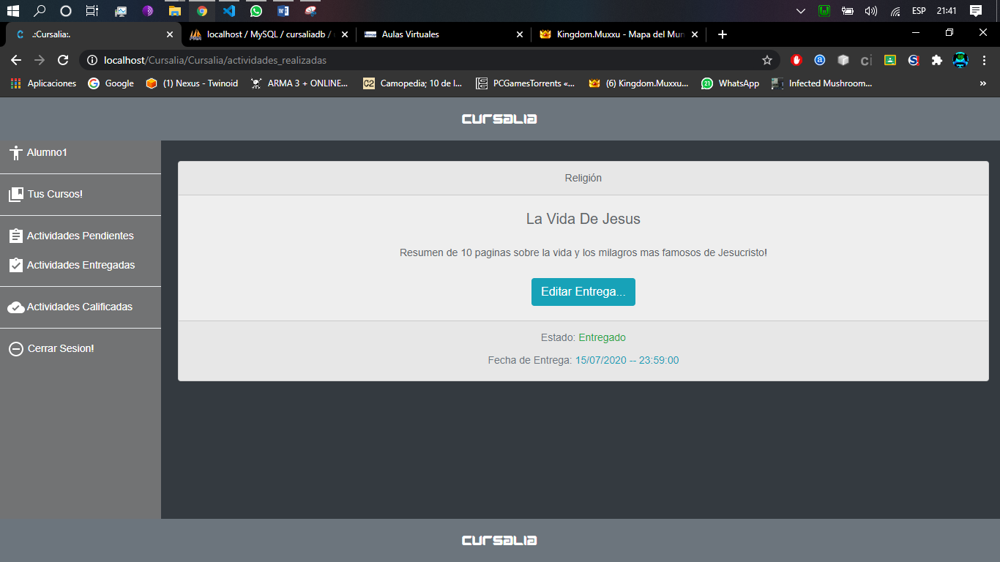 ESP 21:41
.:Cursalia:.
localhost / MySQL / cursaliadb /
Aulas Virtuales
Kingdom.Muxxu - Mapa del Mun
localhost/Cursalia/Cursalia/actividades_realizadas
Aplicaciones
Google
(1) Nexus - Twinoid
ARMA 3 + ONLINE...
Camopedia; 10 de l...
PCGamesTorrents «...
(6) Kingdom.Muxxu...
21
WhatsApp
Infected Mushroom...
cursalia
Alumno1
Tus Cursos!
Actividades Pendientes
Actividades Entregadas
Actividades Calificadas
Cerrar Sesion!
Religión
La Vida De Jesus
Resumen de 10 paginas sobre la vida y los milagros mas famosos de Jesucristo!
Editar Entrega...
Estado: Entregado
Fecha de Entrega: 15/07/2020 -- 23:59:00
cursalia